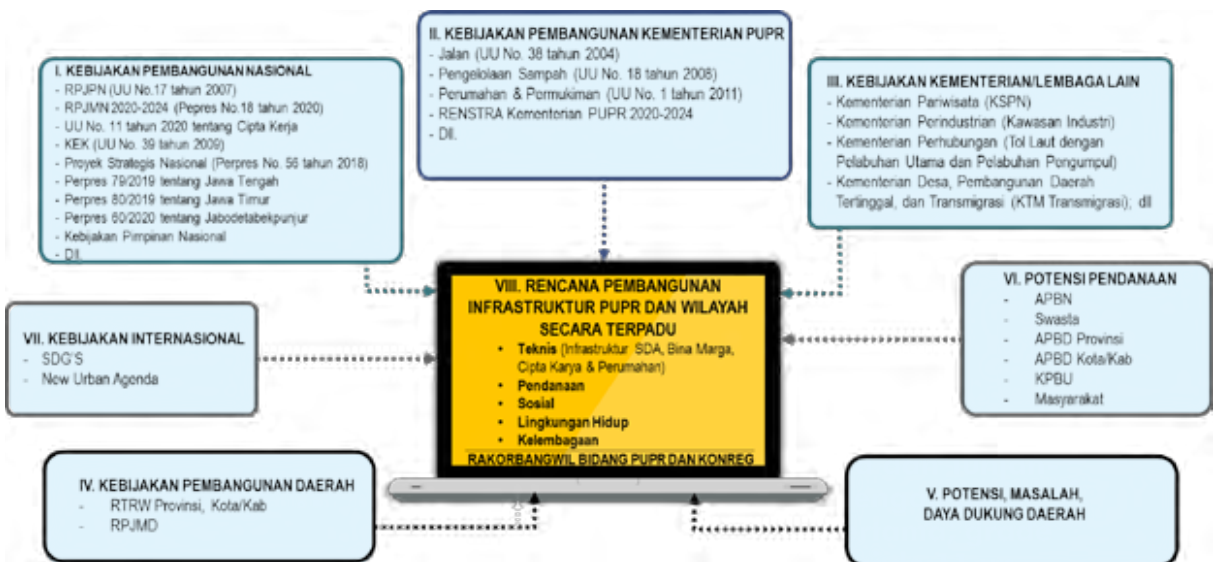 I. KEBIJAKAN PEMBANGUNAN NASIONAL
- RPJPN (UU No.17 tahun 2007)
- RPJMN 2020-2024 (Pepres No.18 tahun 2020)
- UU No. 11 tahun 2020 tentang Cipta Kerja
- KEK (UU No. 39 tahun 2009)
- Proyek Strategis Nasional (Perpres No. 56 tahun 2018)
- Perpres 79/2019 tentang Jawa Tengah
- Perpres 80/2019 tentang Jawa Timur
- Perpres 60/2020 tentang Jabodetabekpunjur
- Kebijakan Pimpinan Nasional
- Dll.
II. KEBIJAKAN PEMBANGUNAN KEMENTERIAN PUPR
- Jalan (UU No. 38 tahun 2004)
- Pengelolaan Sampah (UU No. 18 tahun 2008)
- Perumahan & Permukiman (UU No. 1 tahun 2011)
- RENSTRA Kementerian PUPR 2020-2024
- Dll.
III. KEBIJAKAN KEMENTERIAN/LEMBAGA LAIN
- Kementerian Pariwisata (KSPN)
- Kementerian Perindustrian (Kawasan Industri)
- Kementerian Perhubungan (Tol Laut dengan
Pelabuhan Utama dan Pelabuhan Pengumpul)
- Kementerian Desa, Pembangunan Daerah
Tertinggal, dan Transmigrasi (KTM Transmigrasi); dll
VII. KEBIJAKAN INTERNASIONAL
- SDG'S
- New Urban Agenda
VIII. RENCANA PEMBANGUNAN
INFRASTRUKTUR PUPR DAN WILAYAH
SECARA TERPADU
• Teknis (Infrastruktur SDA, Bina Marga,
Cipta Karya & Perumahan)
• Pendanaan
• Sosial
• Lingkungan Hidup
• Kelembagaan
RAKORBANGWIL BIDANG PUPR DAN KONREG
VI. POTENSI PENDANAAN
- APBN
- Swasta
- APBD Provinsi
- APBD Kota/Kab
- KPBU
- Masyarakat
IV. KEBIJAKAN PEMBANGUNAN DAERAH
- RTRW Provinsi, Kota/Kab
- RPJMD
V. POTENSI, MASALAH,
DAYA DUKUNG DAERAH